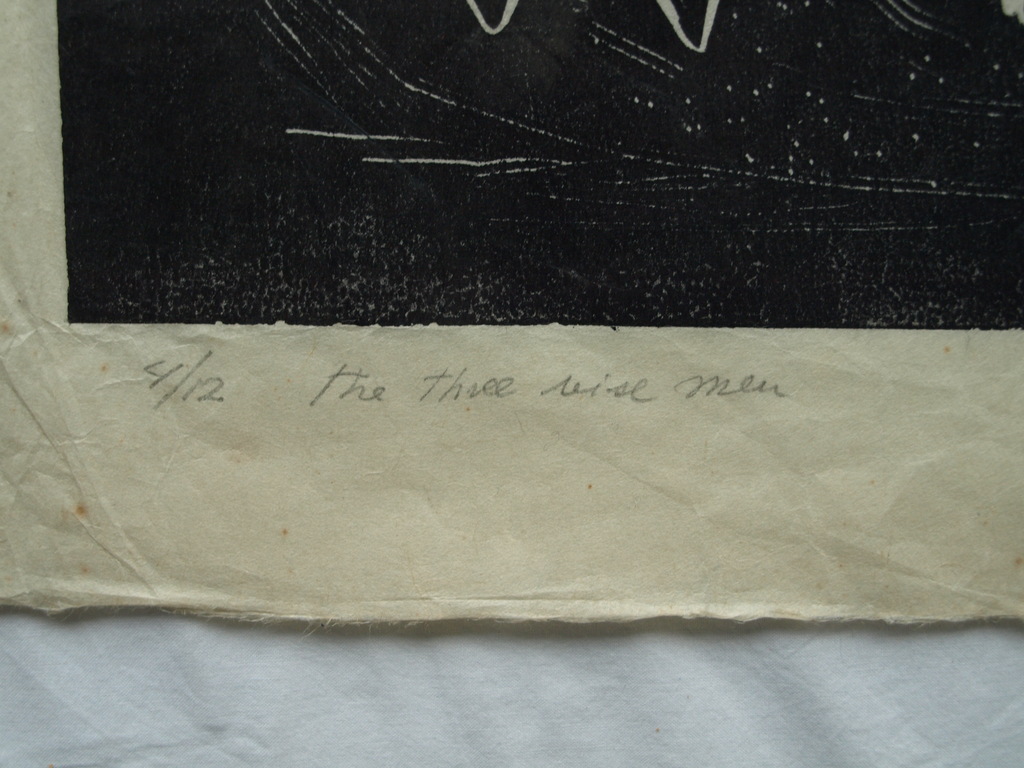 4/12 the three wise men